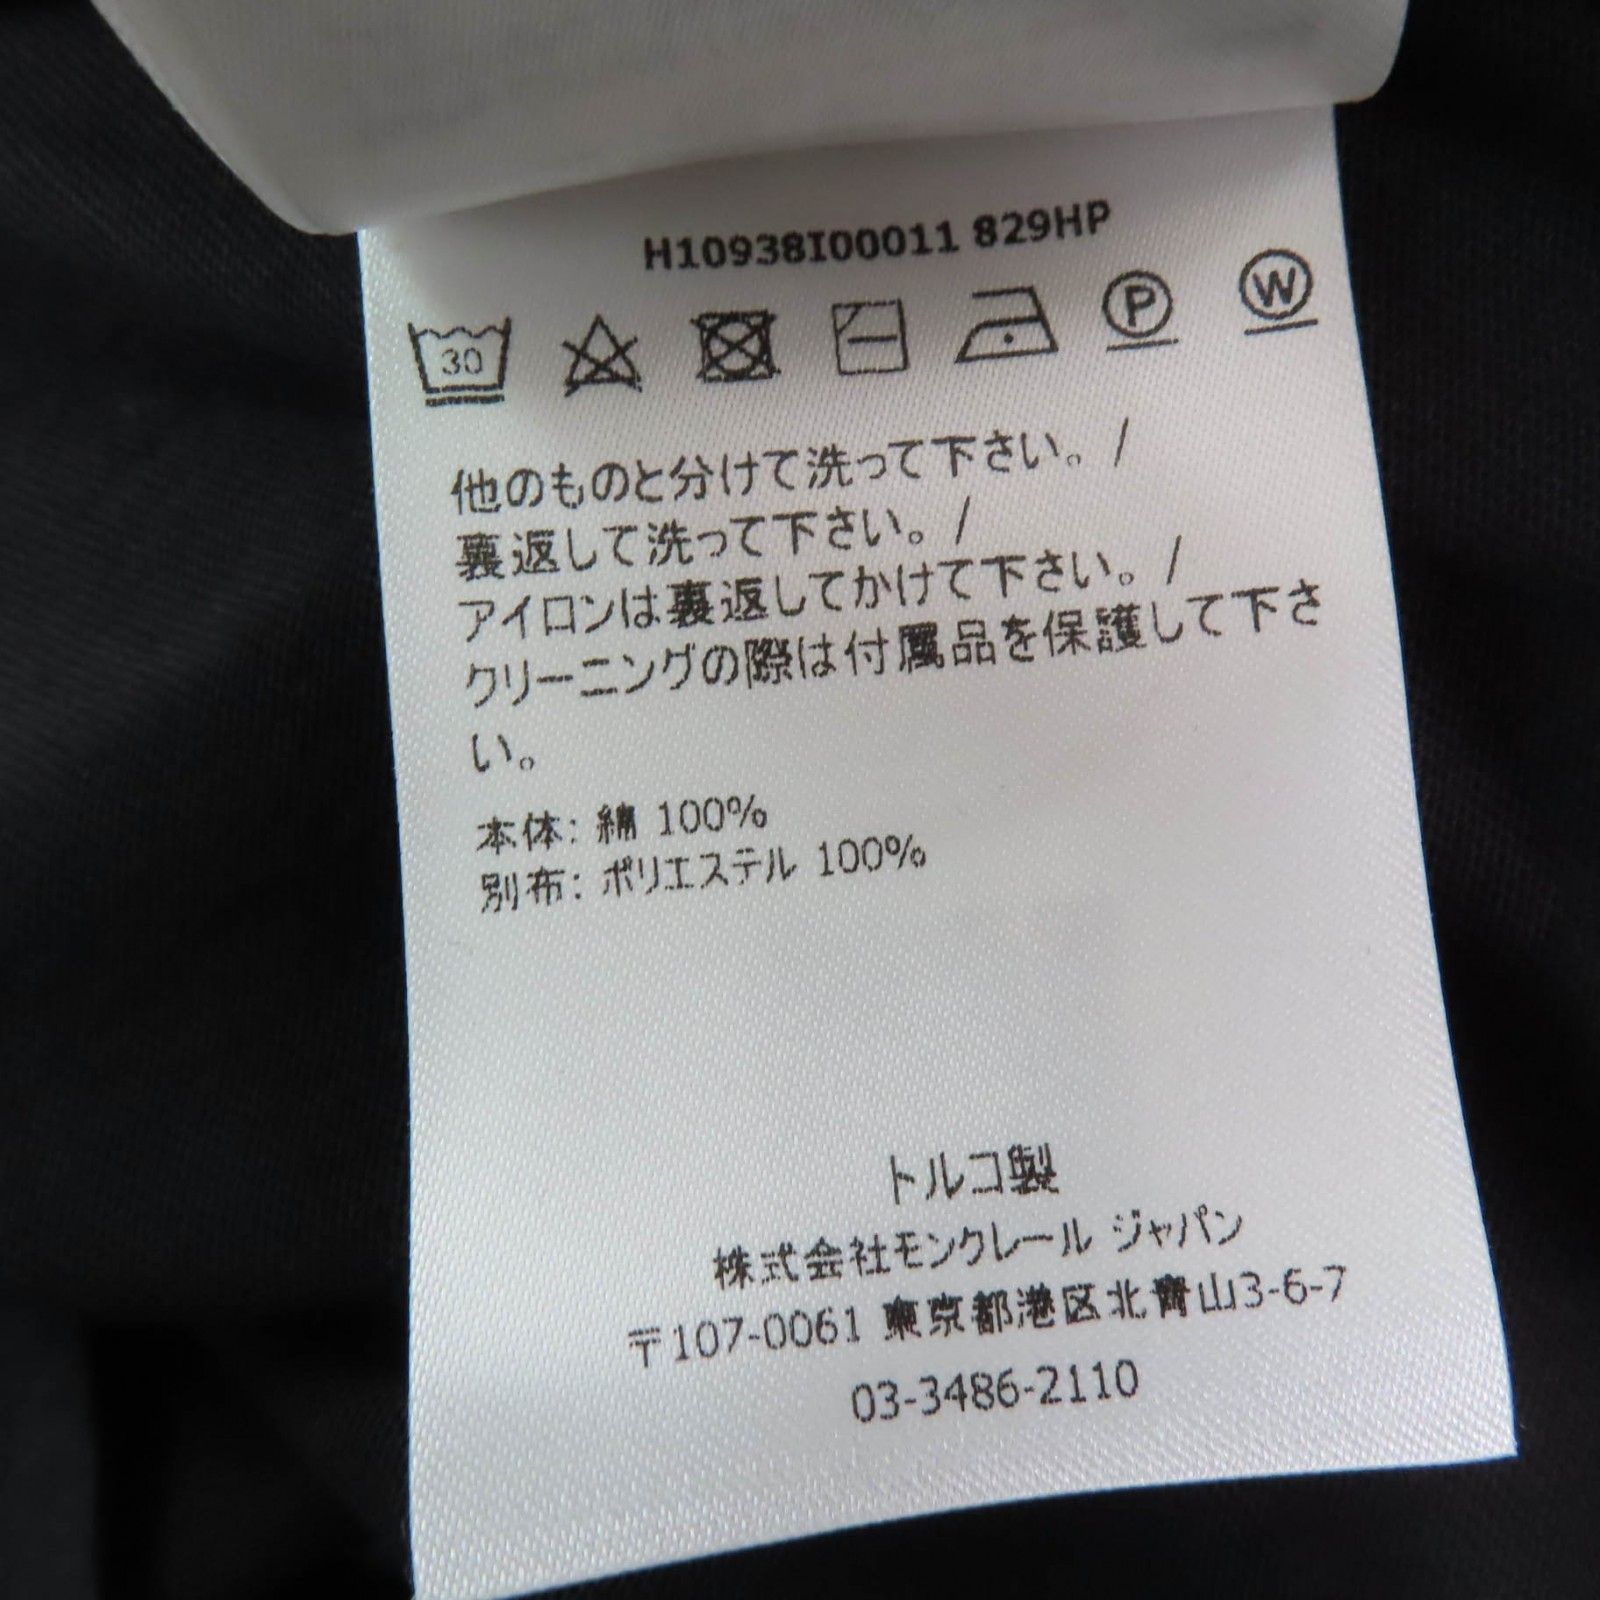 H10938I00011 829HP
30
P
W
他のものと分けて洗って下さい。/
裏返して洗って下さい。/
アイロンは裏返してかけて下さい。/
クリーニングの際は付属品を保護して下さ
い。
本体: 綿 100%
別布: ポリエステル 100%
トルコ製
株式会社モンクレール ジャパン
〒107-0061 東京都港区北青山3-6-7
03-3486-2110